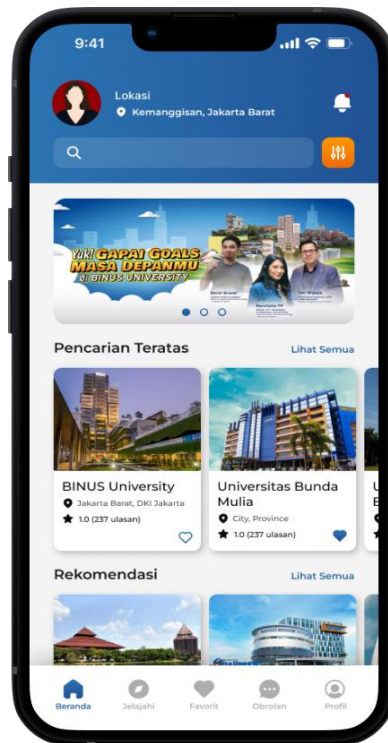 9:41
Lokasi
Kemanggisan, Jakarta Barat
Yuk! GAPAI GOALS
MASA DEPANMU
di BINUS UNIVERSITY
Pencarian Teratas
Lihat Semua
BINUS University
Jakarta Barat, DKI Jakarta
1.0 (237 ulasan)
Universitas Bunda
Mulia
City, Province
1.0 (237 ulasan)
Rekomendasi
Lihat Semua
Beranda
Jelajahi
Favorit
Obrolan
Profil